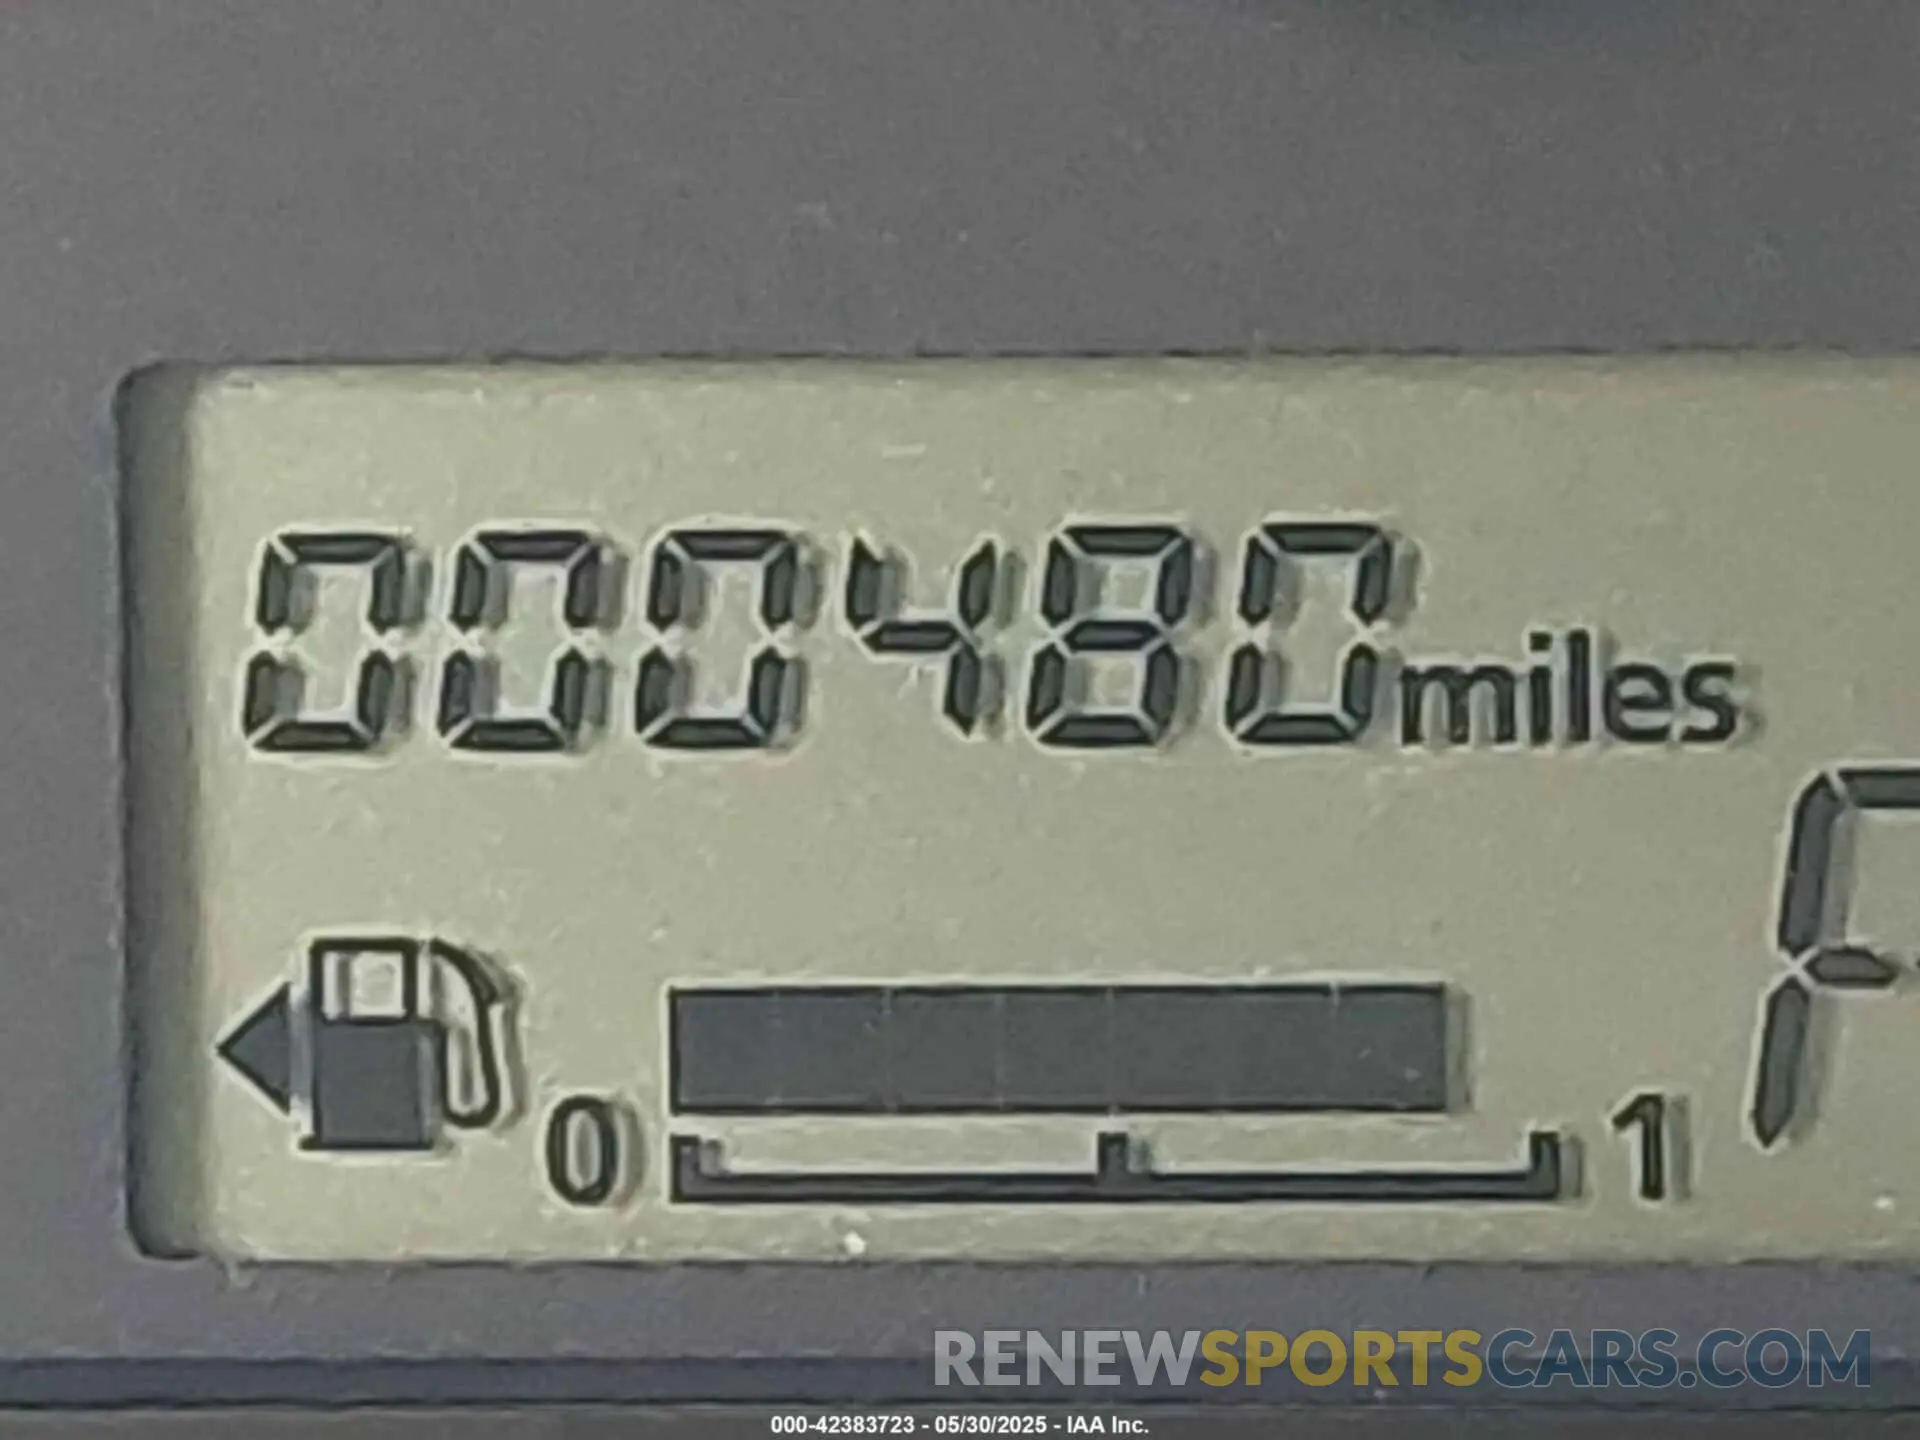 000480miles
0 1
RENEWSPORTSCARS.COM
000-42383723 - 05/30/2025 - IAA Inc.